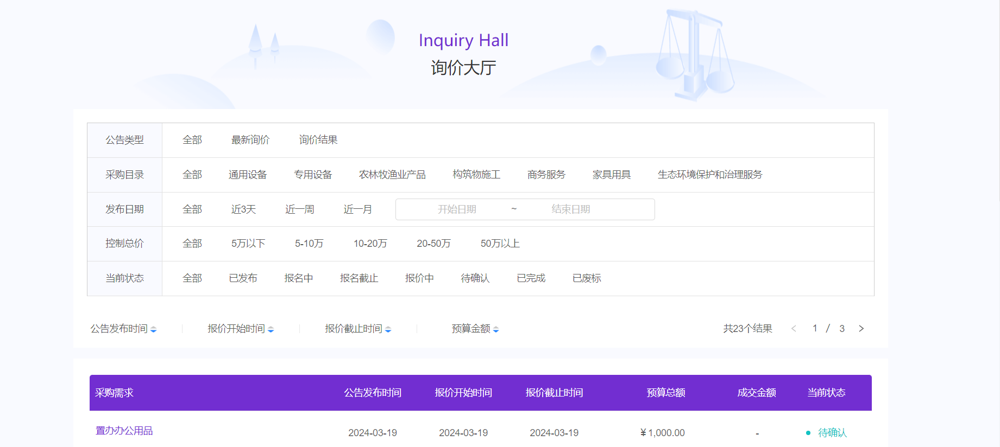 Inquiry Hall
询价大厅
公告类型 全部 最新询价 询价结果
采购目录 全部 通用设备 专用设备 农林牧渔业产品 构筑物施工 商务服务 家具用具 生态环境保护和治理服务
发布日期 全部 近3天 近一周 近一月 开始日期 ~ 结束日期
控制总价 全部 5万以下 5-10万 10-20万 20-50万 50万以上
当前状态 全部 已发布 报名中 报名截止 报价中 待确认 已完成 已废标
公告发布时间 报价开始时间 报价截止时间 预算金额 共23个结果 < 1 / 3 >
采购需求 公告发布时间 报价开始时间 报价截止时间 预算总额 成交金额 当前状态
置办办公用品 2024-03-19 2024-03-19 2024-03-19 ¥1,000.00 - 待确认